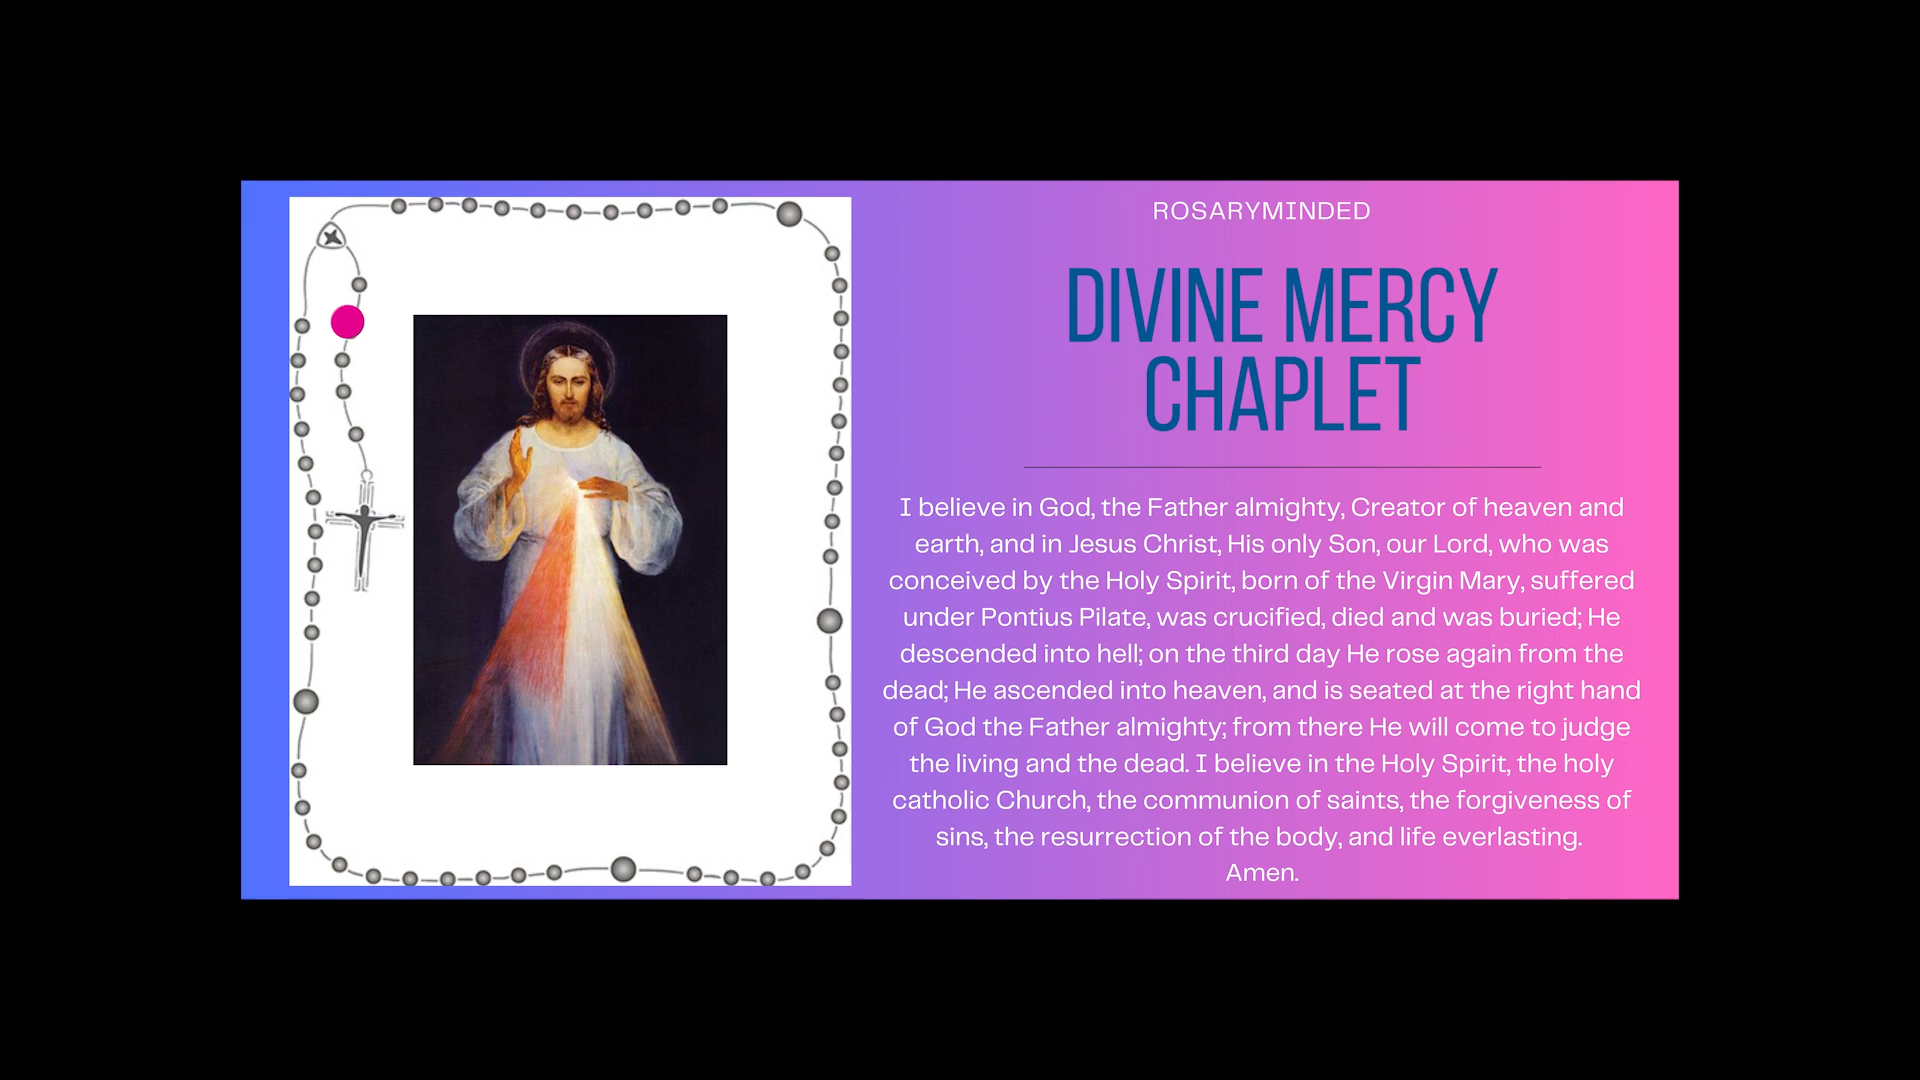 ROSARYMINDED
DIVINE MERCY
CHAPLET
I believe in God, the Father almighty, Creator of heaven and
earth, and in Jesus Christ, His only Son, our Lord, who was
conceived by the Holy Spirit, born of the Virgin Mary, suffered
under Pontius Pilate, was crucified, died and was buried; He
descended into hell; on the third day He rose again from the
dead; He ascended into heaven, and is seated at the right hand
of God the Father almighty; from there He will come to judge
the living and the dead. I believe in the Holy Spirit, the holy
catholic Church, the communion of saints, the forgiveness of
sins, the resurrection of the body, and life everlasting.
Amen.